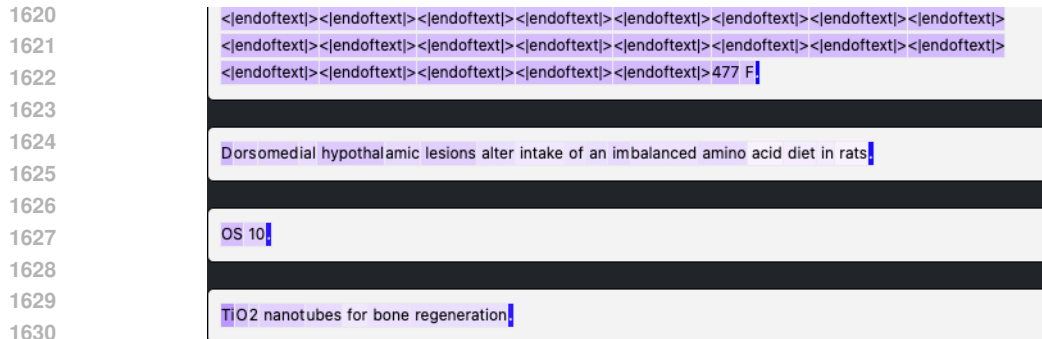 1620 <|endoftext|><|endoftext|><|endoftext|><|endoftext|><|endoftext|><|endoftext|><|endoftext|><|endoftext|>
1621 <|endoftext|><|endoftext|><|endoftext|><|endoftext|><|endoftext|><|endoftext|><|endoftext|><|endoftext|>
1622 <|endoftext|><|endoftext|><|endoftext|><|endoftext|><|endoftext|>477 F.
1623
1624 Dorsomedial hypothalamic lesions alter intake of an imbalanced amino acid diet in rats.
1625
1626
1627 OS 10.
1628
1629 TiO2 nanotubes for bone regeneration.
1630